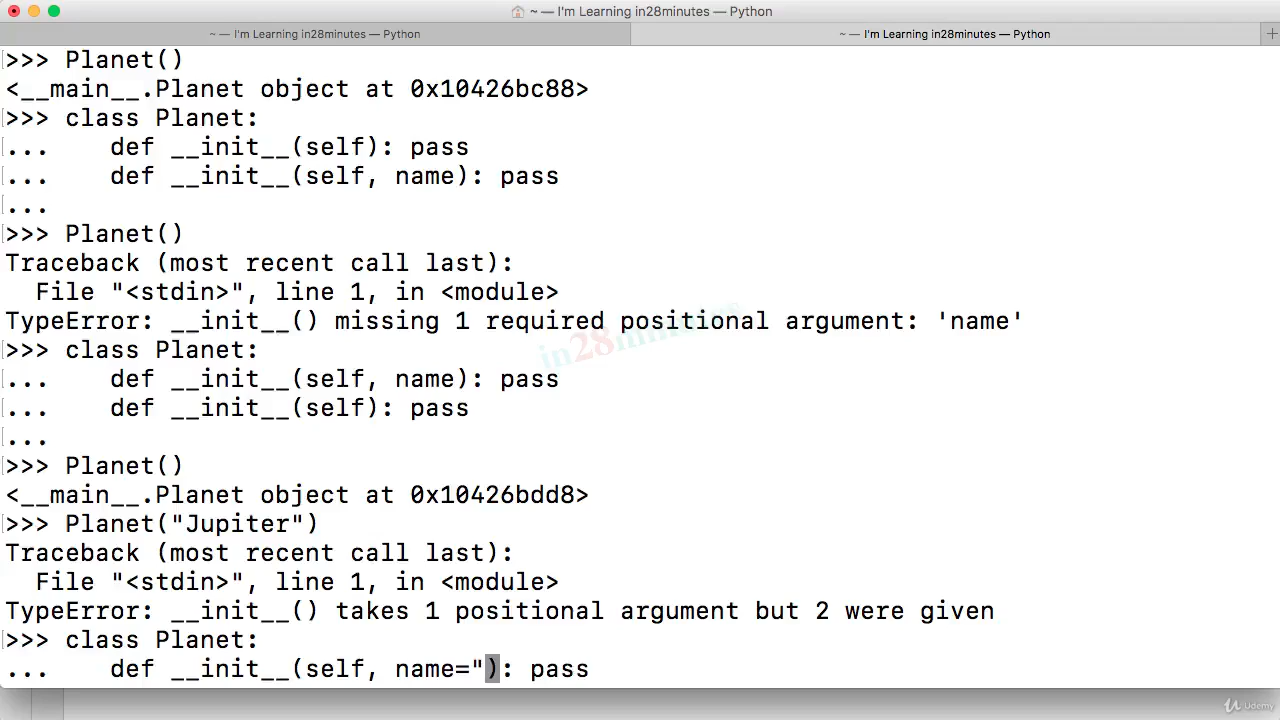 ~ — I'm Learning in28minutes — Python
~ — I'm Learning in28minutes — Python
~ — I'm Learning in28minutes — Python
>>> Planet()
<__main__.Planet object at 0x10426bc88>
>>> class Planet:
...    def __init__(self): pass
...    def __init__(self, name): pass
...
>>> Planet()
Traceback (most recent call last):
  File "<stdin>", line 1, in <module>
TypeError: __init__() missing 1 required positional argument: 'name'
>>> class Planet:
...    def __init__(self, name): pass
...    def __init__(self): pass
...
>>> Planet()
<__main__.Planet object at 0x10426bdd8>
>>> Planet("Jupiter")
Traceback (most recent call last):
  File "<stdin>", line 1, in <module>
TypeError: __init__() takes 1 positional argument but 2 were given
>>> class Planet:
...    def __init__(self, name="): pass
in28minutes
Udemy